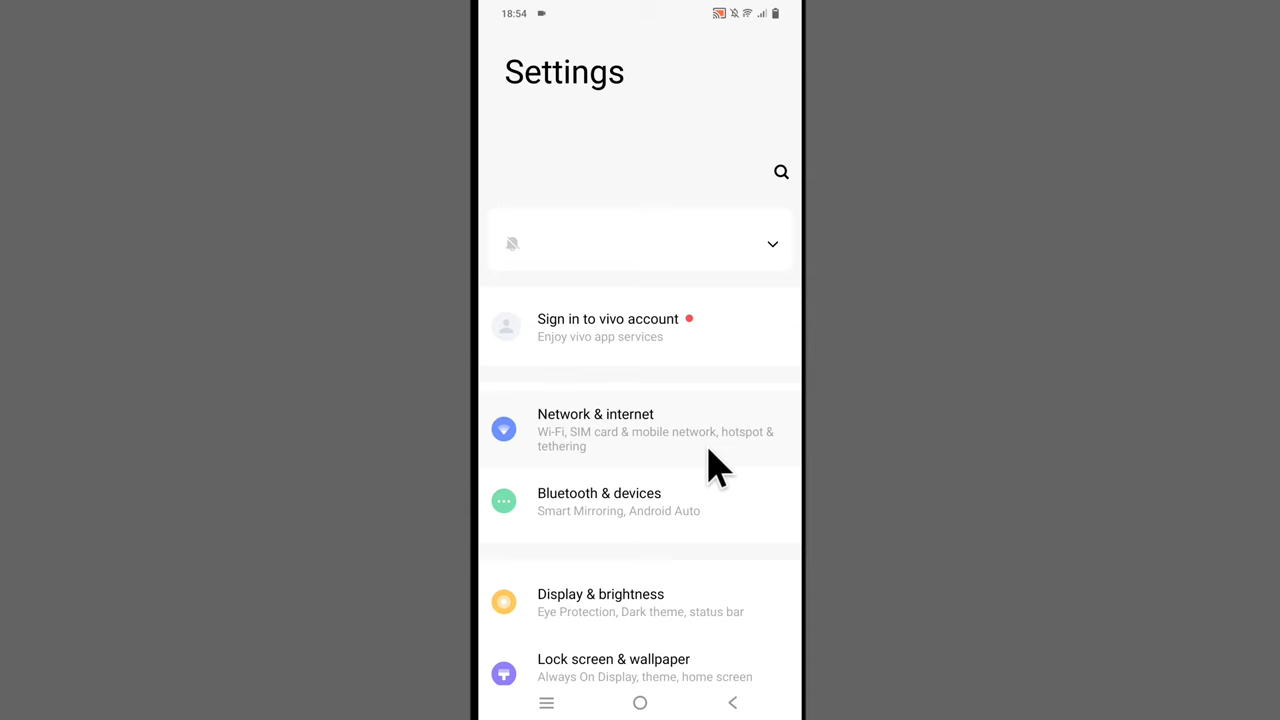 18:54
Settings
Sign in to vivo account
Enjoy vivo app services
Network & internet
Wi-Fi, SIM card & mobile network, hotspot &
tethering
Bluetooth & devices
Smart Mirroring, Android Auto
Display & brightness
Eye Protection, Dark theme, status bar
Lock screen & wallpaper
Always On Display, theme, home screen